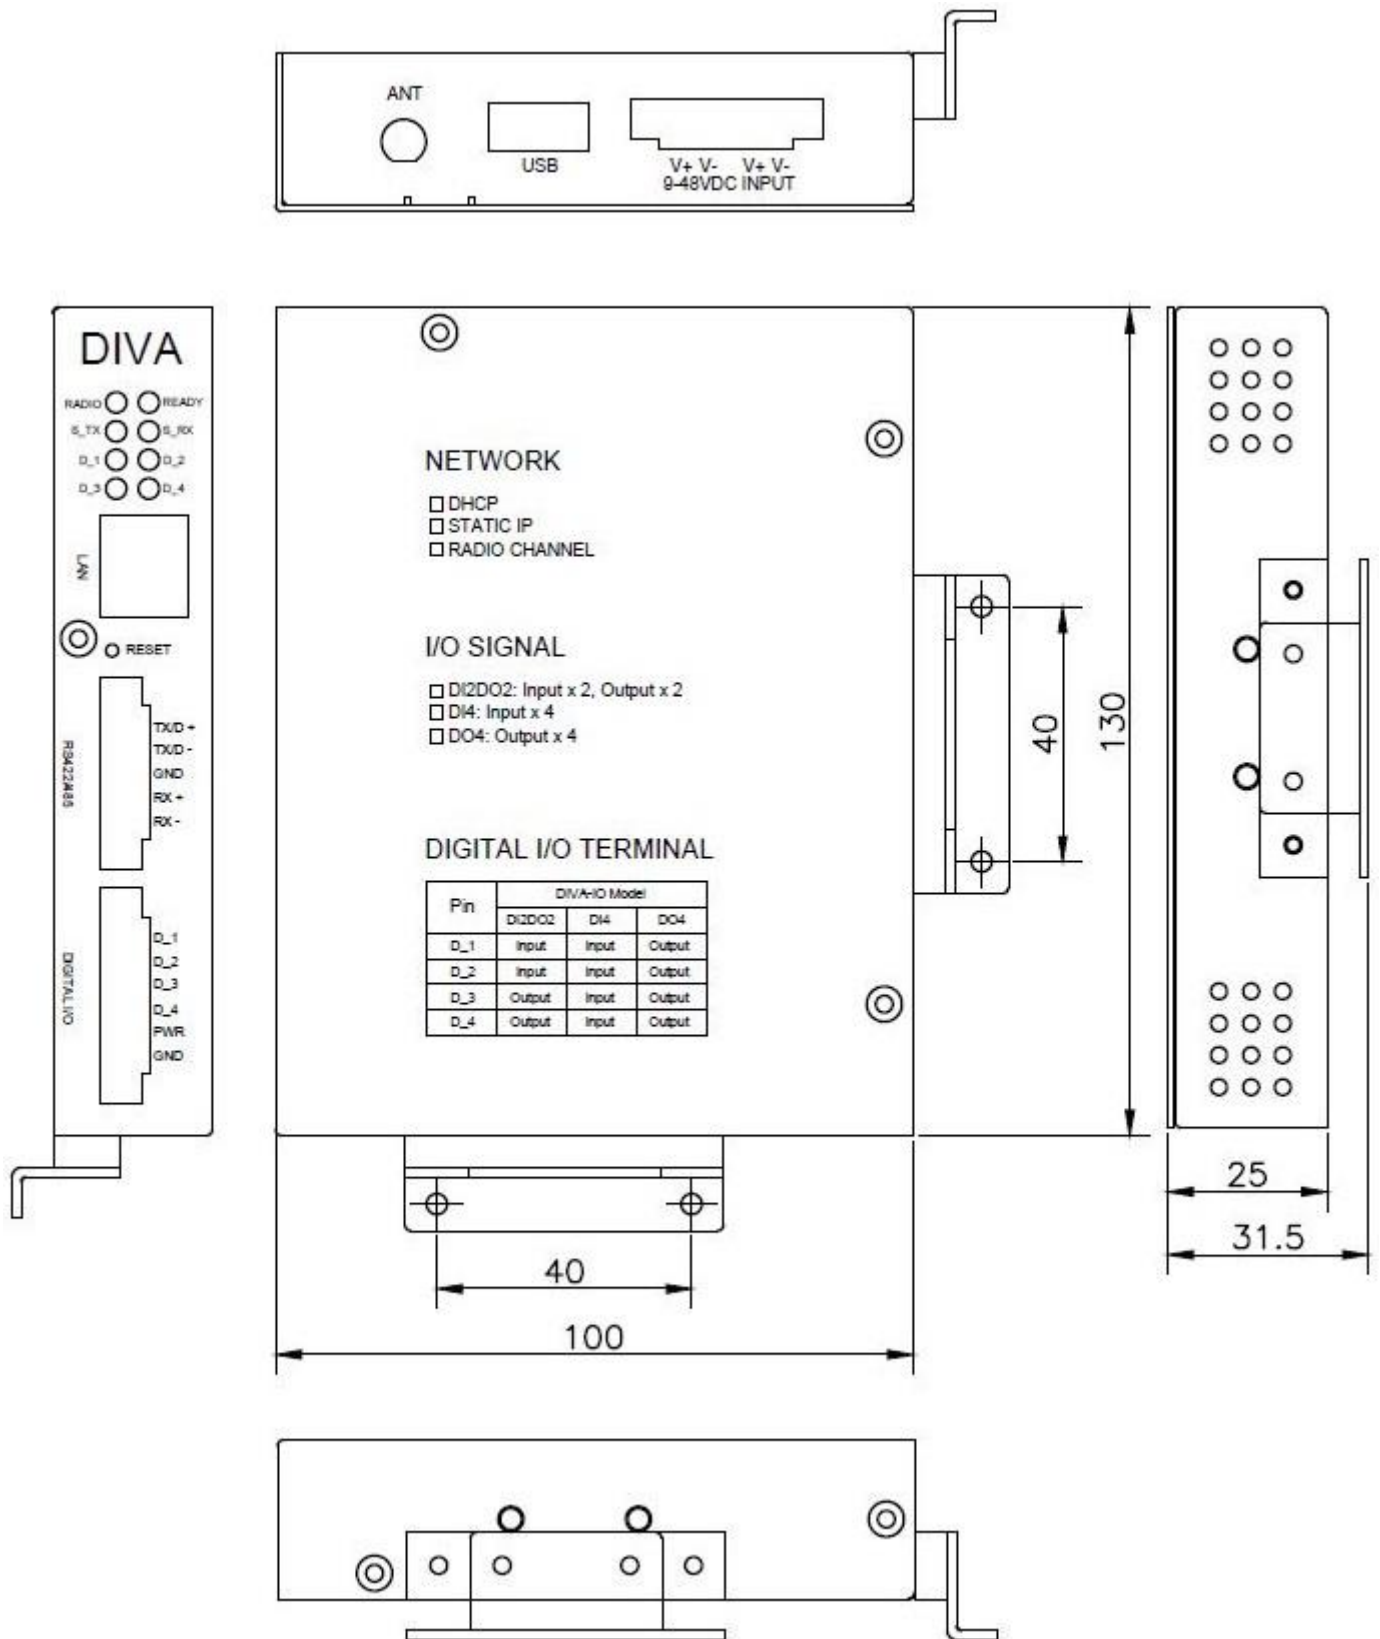 ANT
USB
V+ V- V+ V-
9-48VDC INPUT
DIVA
RADIO READY
S_TX S_RX
D_1 D_2
D_3 D_4
LAN
RESET
RS422/485
TX/D +
TX/D -
GND
RX +
RX -
DIGITAL I/O
D_1
D_2
D_3
D_4
PWR
GND
NETWORK
DHCP
STATIC IP
RADIO CHANNEL
I/O SIGNAL
DI2DO2: Input x 2, Output x 2
DI4: Input x 4
DO4: Output x 4
DIGITAL I/O TERMINAL
Pin DIVA-IO Model
DI2DO2 DI4 DO4
D_1 Input Input Output
D_2 Input Input Output
D_3 Output Input Output
D_4 Output Input Output
40
130
25
31.5
40
100